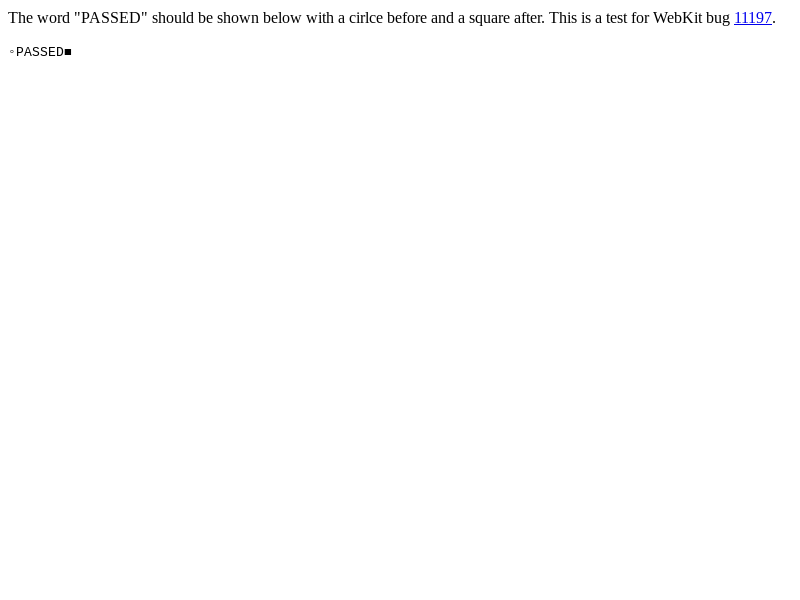 The word "PASSED" should be shown below with a cirlce before and a square after. This is a test for WebKit bug 11197.
◦PASSED■